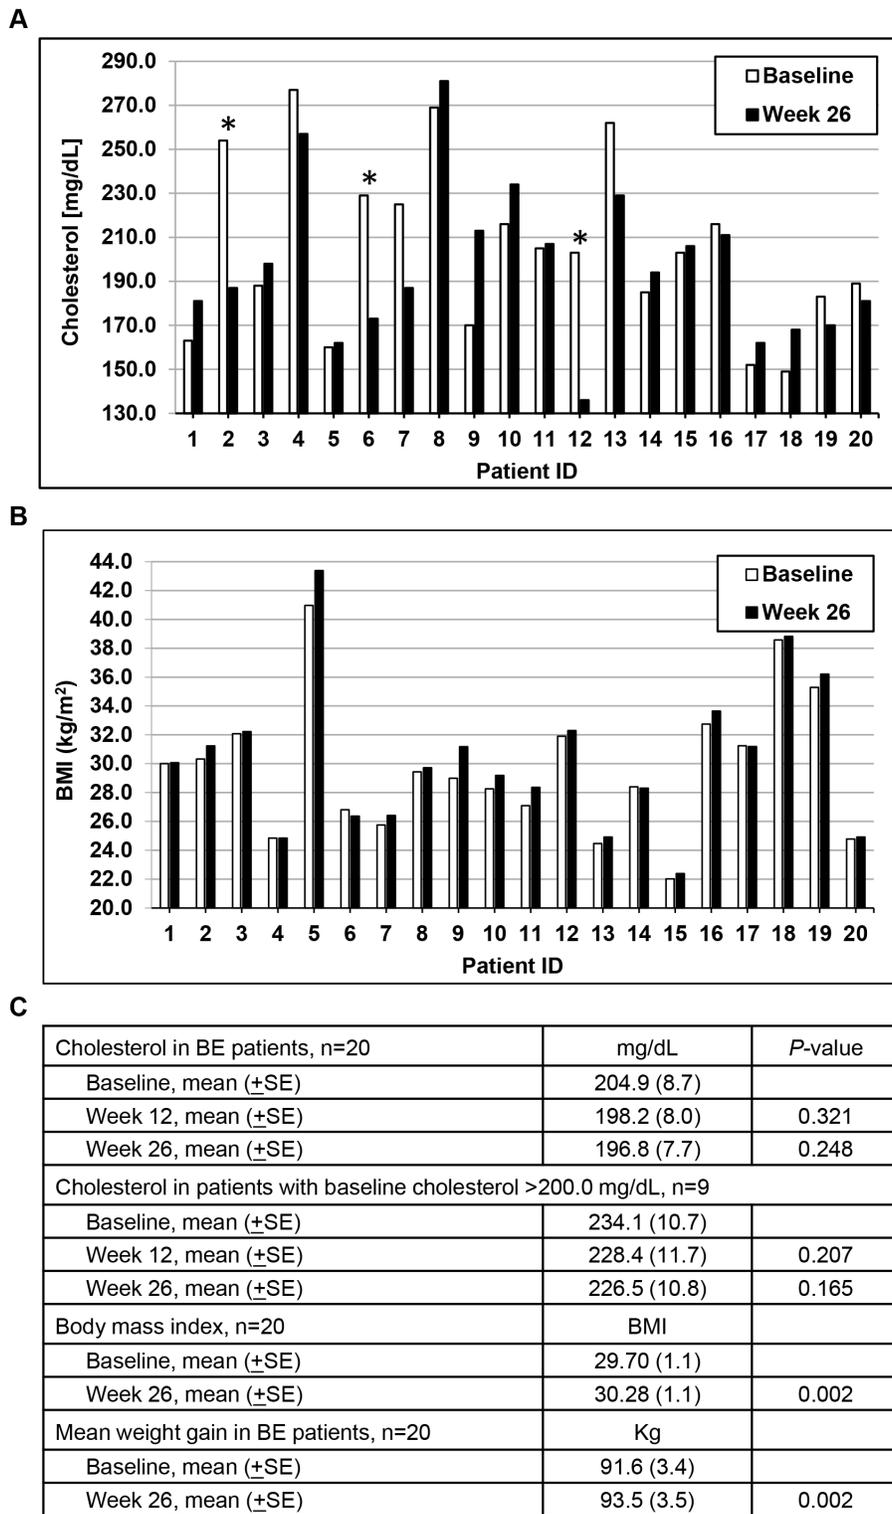 A
290.0
270.0
250.0
230.0
210.0
190.0
170.0
150.0
130.0
Cholesterol [mg/dL]
Baseline
Week 26
*
*
*
1 2 3 4 5 6 7 8 9 10 11 12 13 14 15 16 17 18 19 20
Patient ID
B
44.0
42.0
40.0
38.0
36.0
34.0
32.0
30.0
28.0
26.0
24.0
22.0
20.0
BMI (kg/m²)
Baseline
Week 26
1 2 3 4 5 6 7 8 9 10 11 12 13 14 15 16 17 18 19 20
Patient ID
C
Cholesterol in BE patients, n=20 mg/dL P-value
Baseline, mean (±SE) 204.9 (8.7)
Week 12, mean (±SE) 198.2 (8.0) 0.321
Week 26, mean (±SE) 196.8 (7.7) 0.248
Cholesterol in patients with baseline cholesterol >200.0 mg/dL, n=9
Baseline, mean (±SE) 234.1 (10.7)
Week 12, mean (±SE) 228.4 (11.7) 0.207
Week 26, mean (±SE) 226.5 (10.8) 0.165
Body mass index, n=20 BMI
Baseline, mean (±SE) 29.70 (1.1)
Week 26, mean (±SE) 30.28 (1.1) 0.002
Mean weight gain in BE patients, n=20 Kg
Baseline, mean (±SE) 91.6 (3.4)
Week 26, mean (±SE) 93.5 (3.5) 0.002